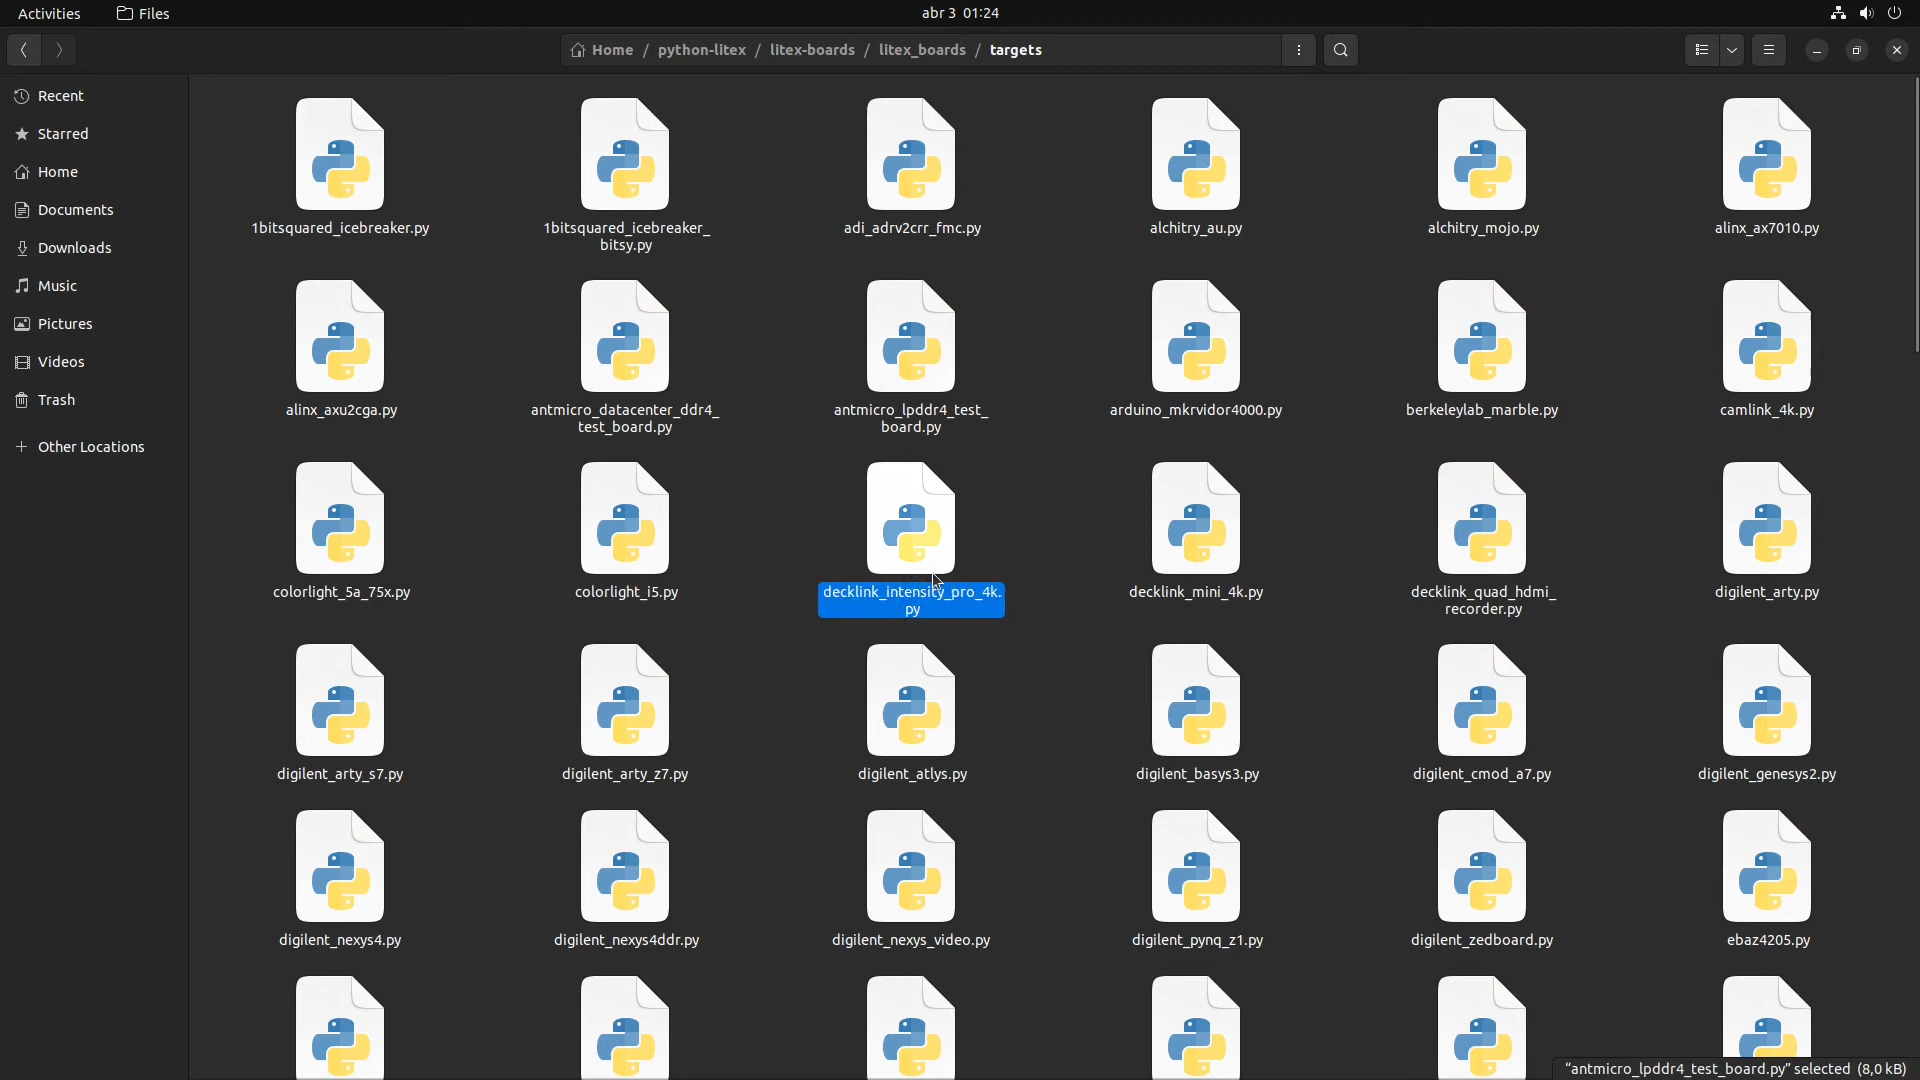 Activities
Files
abr 3 01:24
Home / python-litex / litex-boards / litex_boards / targets
Recent
Starred
Home
Documents
Downloads
Music
Pictures
Videos
Trash
Other Locations
1bitsquared_icebreaker.py
1bitsquared_icebreaker_
bitsy.py
adi_adrv2crr_fmc.py
alchitry_au.py
alchitry_mojo.py
alinx_ax7010.py
alinx_axu2cga.py
antmicro_datacenter_ddr4_
test_board.py
antmicro_lpddr4_test_
board.py
arduino_mkrvidor4000.py
berkeleylab_marble.py
camlink_4k.py
colorlight_5a_75x.py
colorlight_i5.py
decklink_intensity_pro_4k.
py
decklink_mini_4k.py
decklink_quad_hdmi_
recorder.py
digilent_arty.py
digilent_arty_s7.py
digilent_arty_z7.py
digilent_atlys.py
digilent_basys3.py
digilent_cmod_a7.py
digilent_genesys2.py
digilent_nexys4.py
digilent_nexys4ddr.py
digilent_nexys_video.py
digilent_pynq_z1.py
digilent_zedboard.py
ebaz4205.py
"antmicro_lpddr4_test_board.py" selected (8,0 kB)